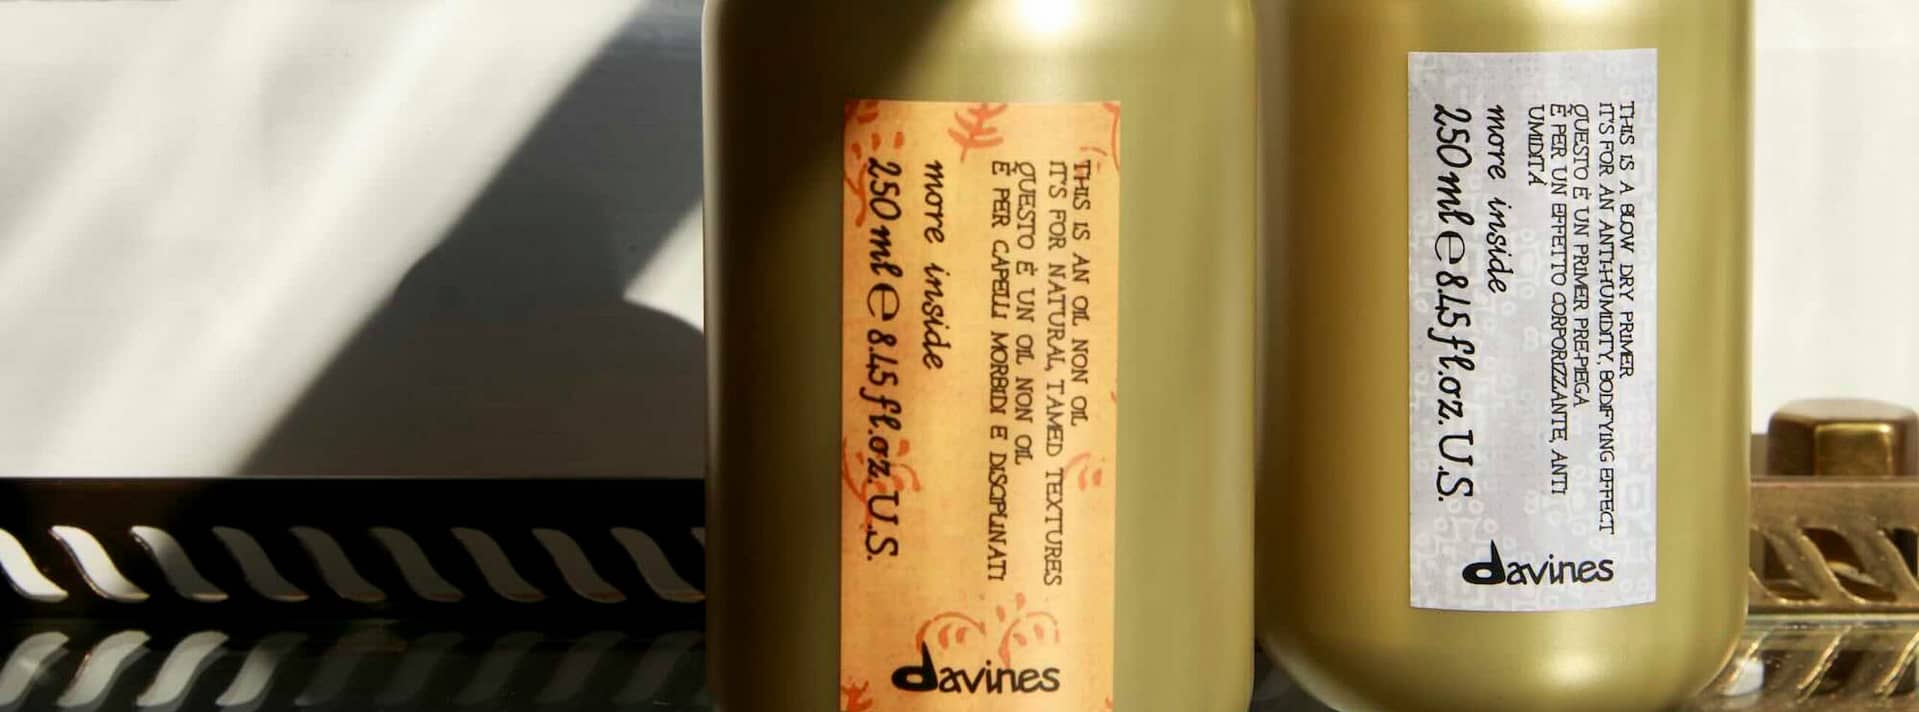 THIS IS AN OIL NON OIL
IT'S FOR NATURAL, TAMED TEXTURES
QUESTO È UN OIL NON OIL
È PER CAPELLI MORBIDI E DISCIPLINATI
more inside
250 ml e 8.45 fl.oz. U.S.
davines
THIS IS A BLOW DRY PRIMER
IT'S FOR AN ANTI-HUMIDITY, BODIFYING EFFECT
QUESTO È UN PRIMER PRE-PIEGA
È PER UN EFFETTO CORPORIZZANTE, ANTI
UMIDITÁ
more inside
250 ml e 8.45 fl.oz. U.S.
davines